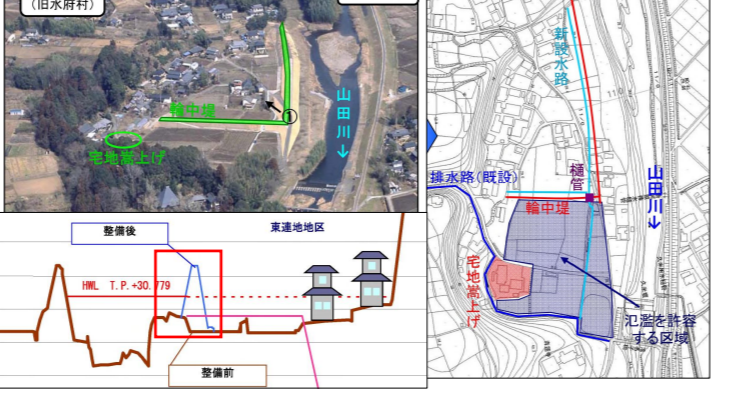 （旧水府村）
輪中堤
①
宅地嵩上げ
山田川↓
整備後
東連地地区
HWL T.P.+30.779
整備前
新設水路
排水路（既設）
樋管
輪中堤
山田川↓
宅地嵩上げ
氾濫を許容
する区域